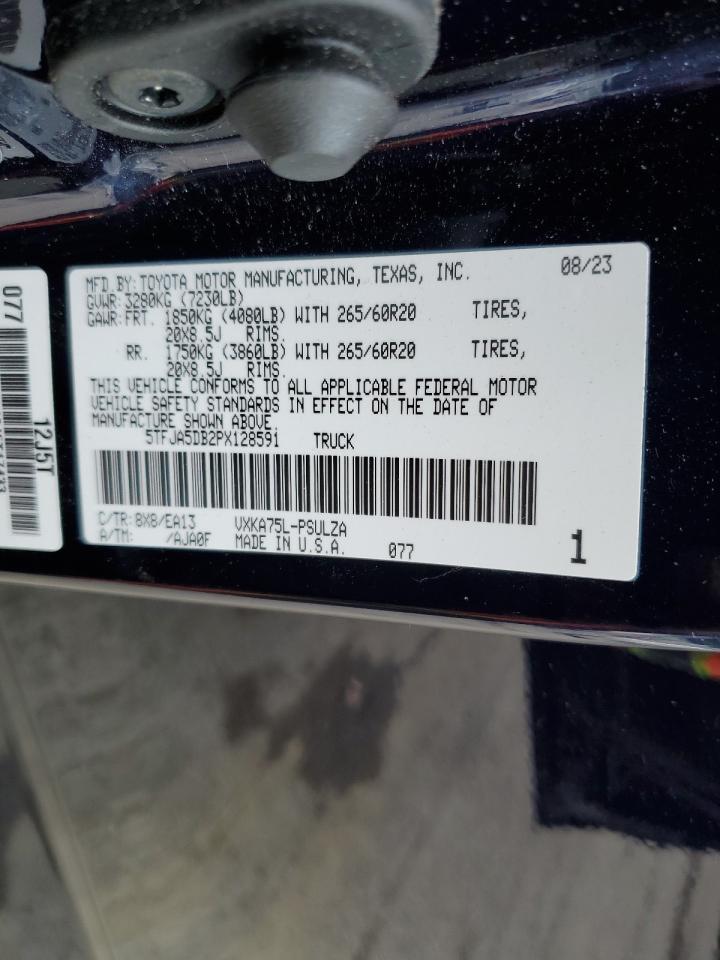 MFD.BY:TOYOTA MOTOR MANUFACTURING, TEXAS, INC. 08/23
GVWR:3280KG (7230LB)
GAWR:FRT. 1850KG (4080LB) WITH 265/60R20 TIRES,
20X8.5J RIMS.
RR. 1750KG (3860LB) WITH 265/60R20 TIRES,
20X8.5J RIMS.
THIS VEHICLE CONFORMS TO ALL APPLICABLE FEDERAL MOTOR
VEHICLE SAFETY STANDARDS IN EFFECT ON THE DATE OF
MANUFACTURE SHOWN ABOVE.
5TFJA5DB2PX128591 TRUCK
C/TR:8X8/EA13 VXKA75L-PSULZA
A/TM: /AJA0F MADE IN U.S.A. 077
1
077
12J5T